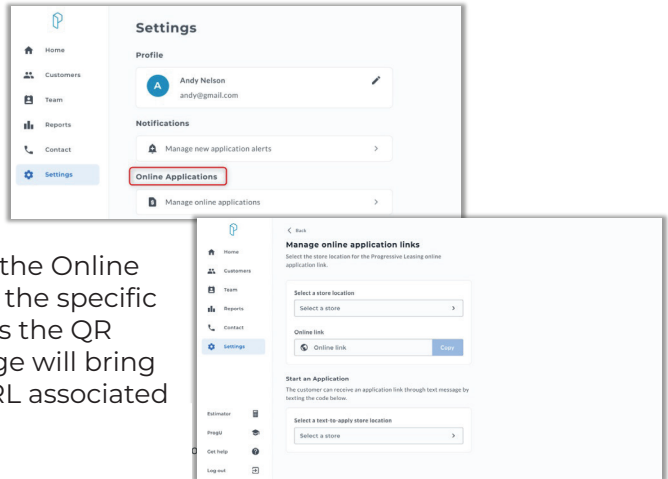 Settings
Home
Customers
Team
Reports
Contact
Settings
Profile
A
Andy Nelson
andy@gmail.com
Notifications
Manage new application alerts
Online Applications
Manage online applications
the Online
the specific
s the QR
ge will bring
RL associated
Home
Customers
Team
Reports
Contact
Settings
Estimator
ProgU
Get help
Log out
Back
Manage online application links
Select the store location for the Progressive Leasing online
application link.
Select a store location
Select a store
Online link
Online link
Copy
Start an Application
The customer can receive an application link through text message by
texting the code below.
Select a text-to-apply store location
Select a store